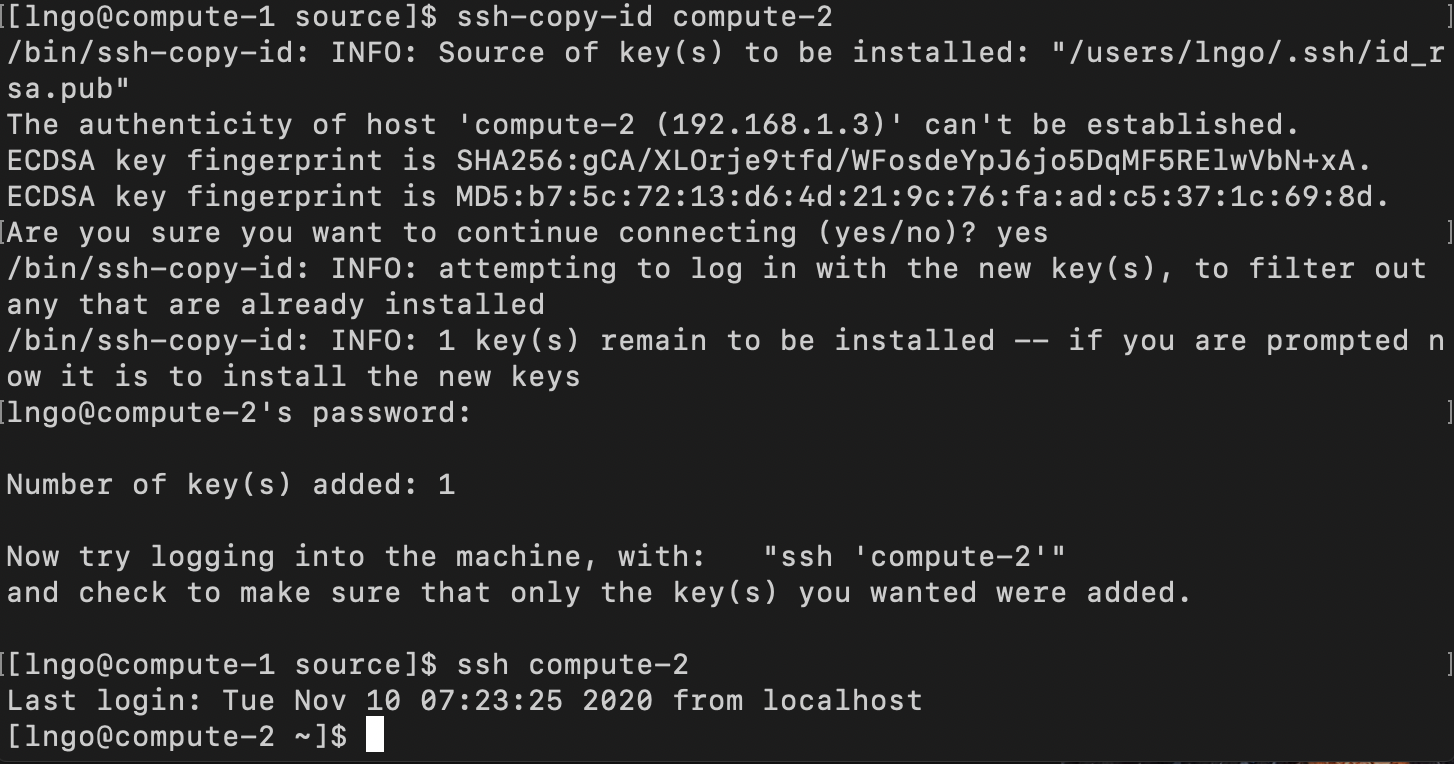 [[lngo@compute-1 source]$ ssh-copy-id compute-2 ]
/bin/ssh-copy-id: INFO: Source of key(s) to be installed: "/users/lngo/.ssh/id_r
sa.pub"
The authenticity of host 'compute-2 (192.168.1.3)' can't be established.
ECDSA key fingerprint is SHA256:gCA/XLOrje9tfd/WFosdeYpJ6jo5DqMF5RElwVbN+xA.
ECDSA key fingerprint is MD5:b7:5c:72:13:d6:4d:21:9c:76:fa:ad:c5:37:1c:69:8d.
[Are you sure you want to continue connecting (yes/no)? yes ]
/bin/ssh-copy-id: INFO: attempting to log in with the new key(s), to filter out
any that are already installed
/bin/ssh-copy-id: INFO: 1 key(s) remain to be installed -- if you are prompted n
ow it is to install the new keys
[lngo@compute-2's password: ]
Number of key(s) added: 1
Now try logging into the machine, with:   "ssh 'compute-2'"
and check to make sure that only the key(s) you wanted were added.
[[lngo@compute-1 source]$ ssh compute-2 ]
Last login: Tue Nov 10 07:23:25 2020 from localhost
[lngo@compute-2 ~]$